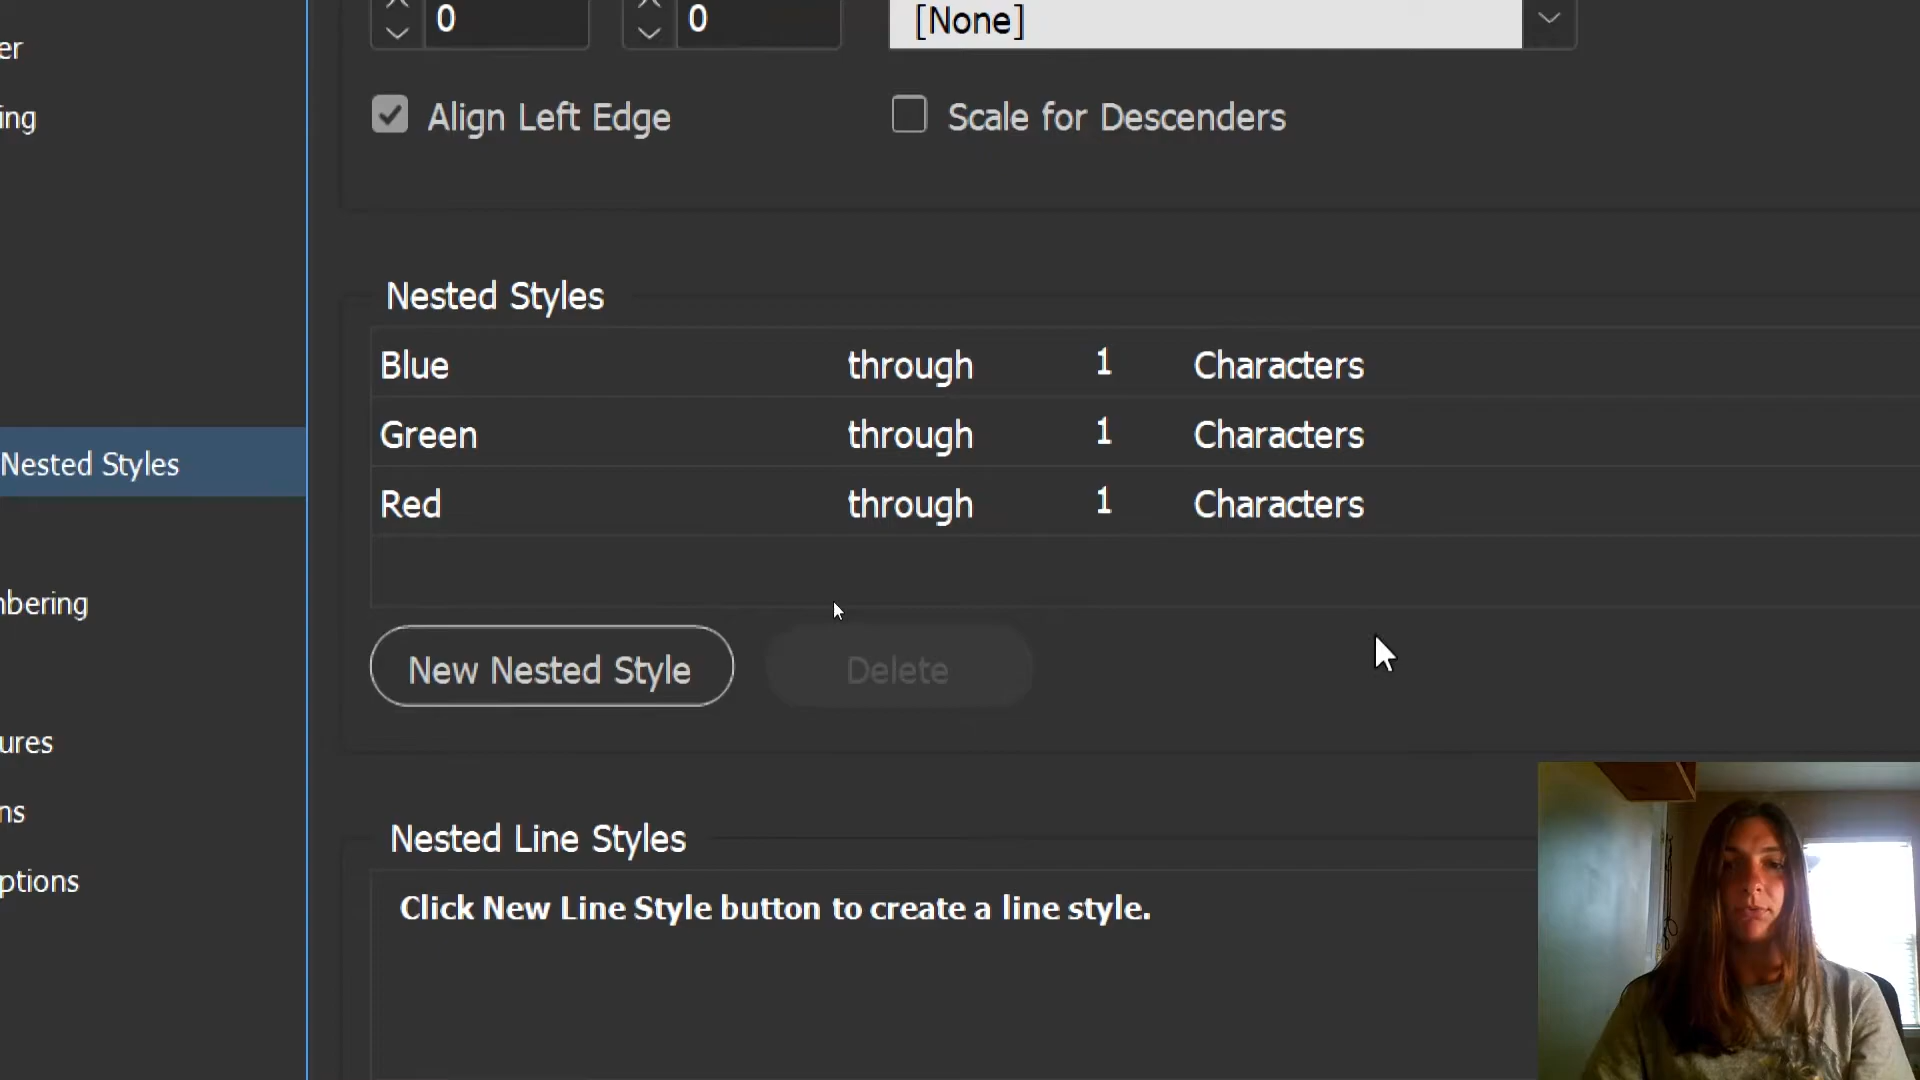 0 0 [None]
er
ing
Align Left Edge Scale for Descenders
Nested Styles
Blue through 1 Characters
Green through 1 Characters
Nested Styles
Red through 1 Characters
nbering
New Nested Style Delete
ures
ns
Nested Line Styles
ptions
Click New Line Style button to create a line style.